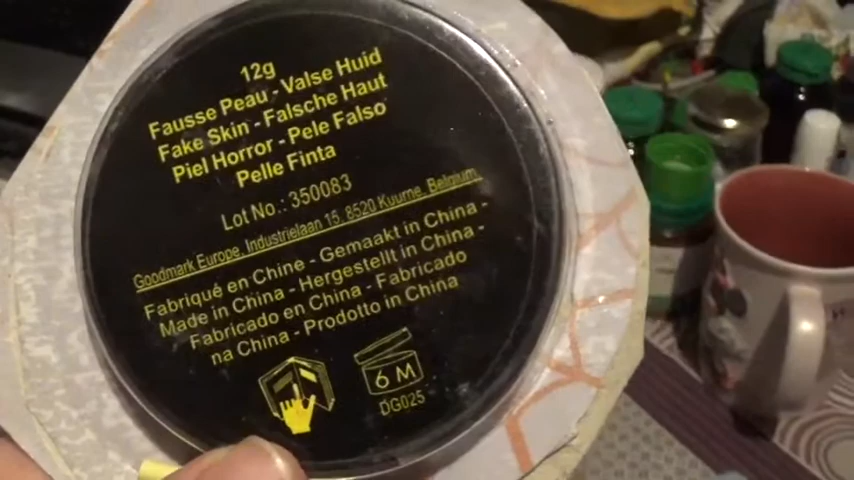 12g
Fausse Peau - Valse Huid
Fake Skin - Falsche Haut
Piel Horror - Pele Falso
Pelle Finta
Lot No.: 350083
Goodmark Europe, Industrielaan 15, 8520 Kuurne, Belgium
Fabriqué en Chine - Gemaakt in China -
Made in China - Hergestellt in China -
Fabricado en China - Fabricado
na China - Prodotto in China
6 M
DG025